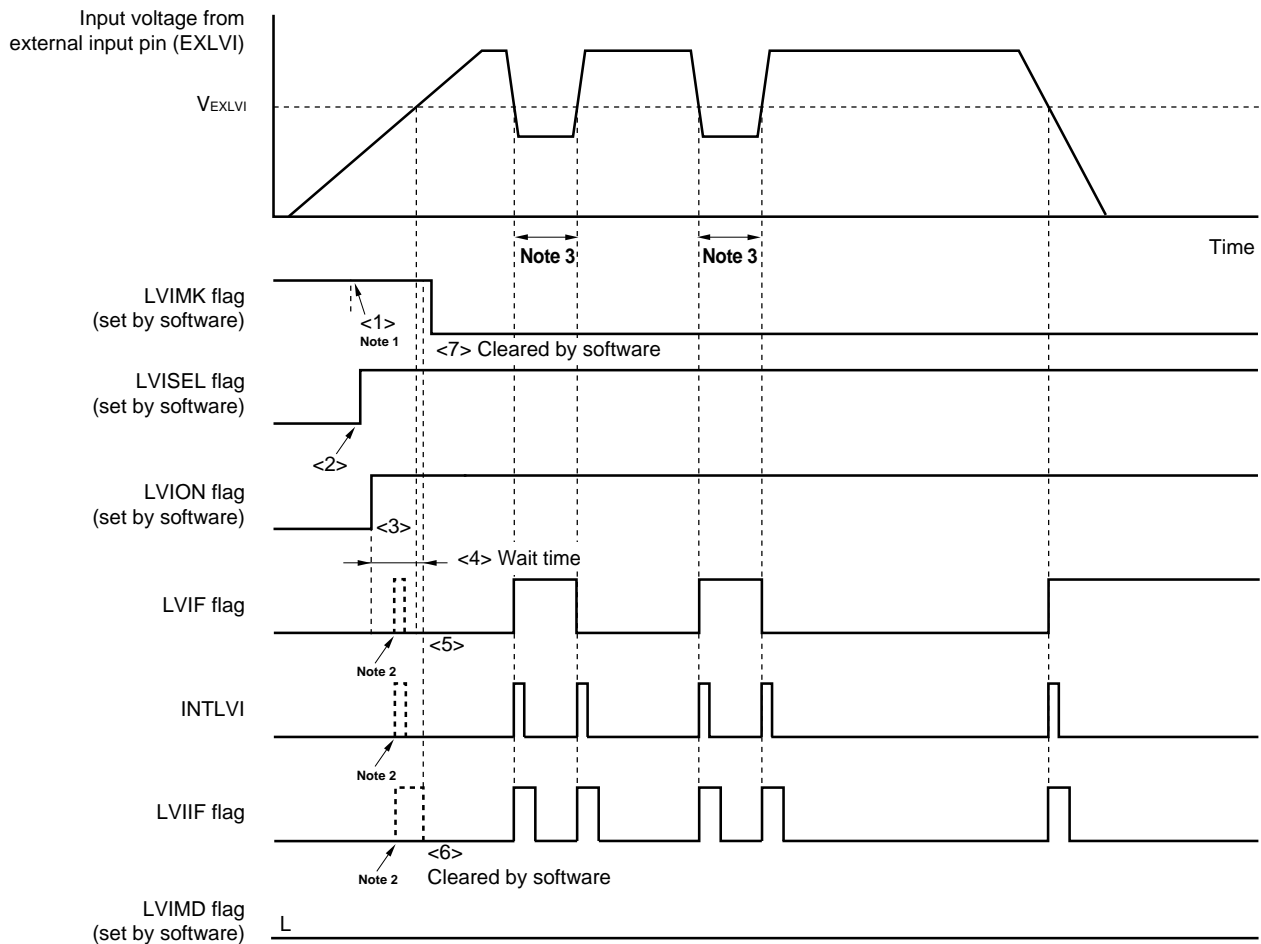 Input voltage from
external input pin (EXLVI)
VEXLVI
Time
Note 3
Note 3
LVIMK flag
(set by software)
<1>
Note 1
<7> Cleared by software
LVISEL flag
(set by software)
<2>
LVION flag
(set by software)
<3>
<4> Wait time
LVIF flag
<5>
Note 2
INTLVI
Note 2
LVIIF flag
<6>
Note 2
Cleared by software
LVIMD flag
(set by software)
L